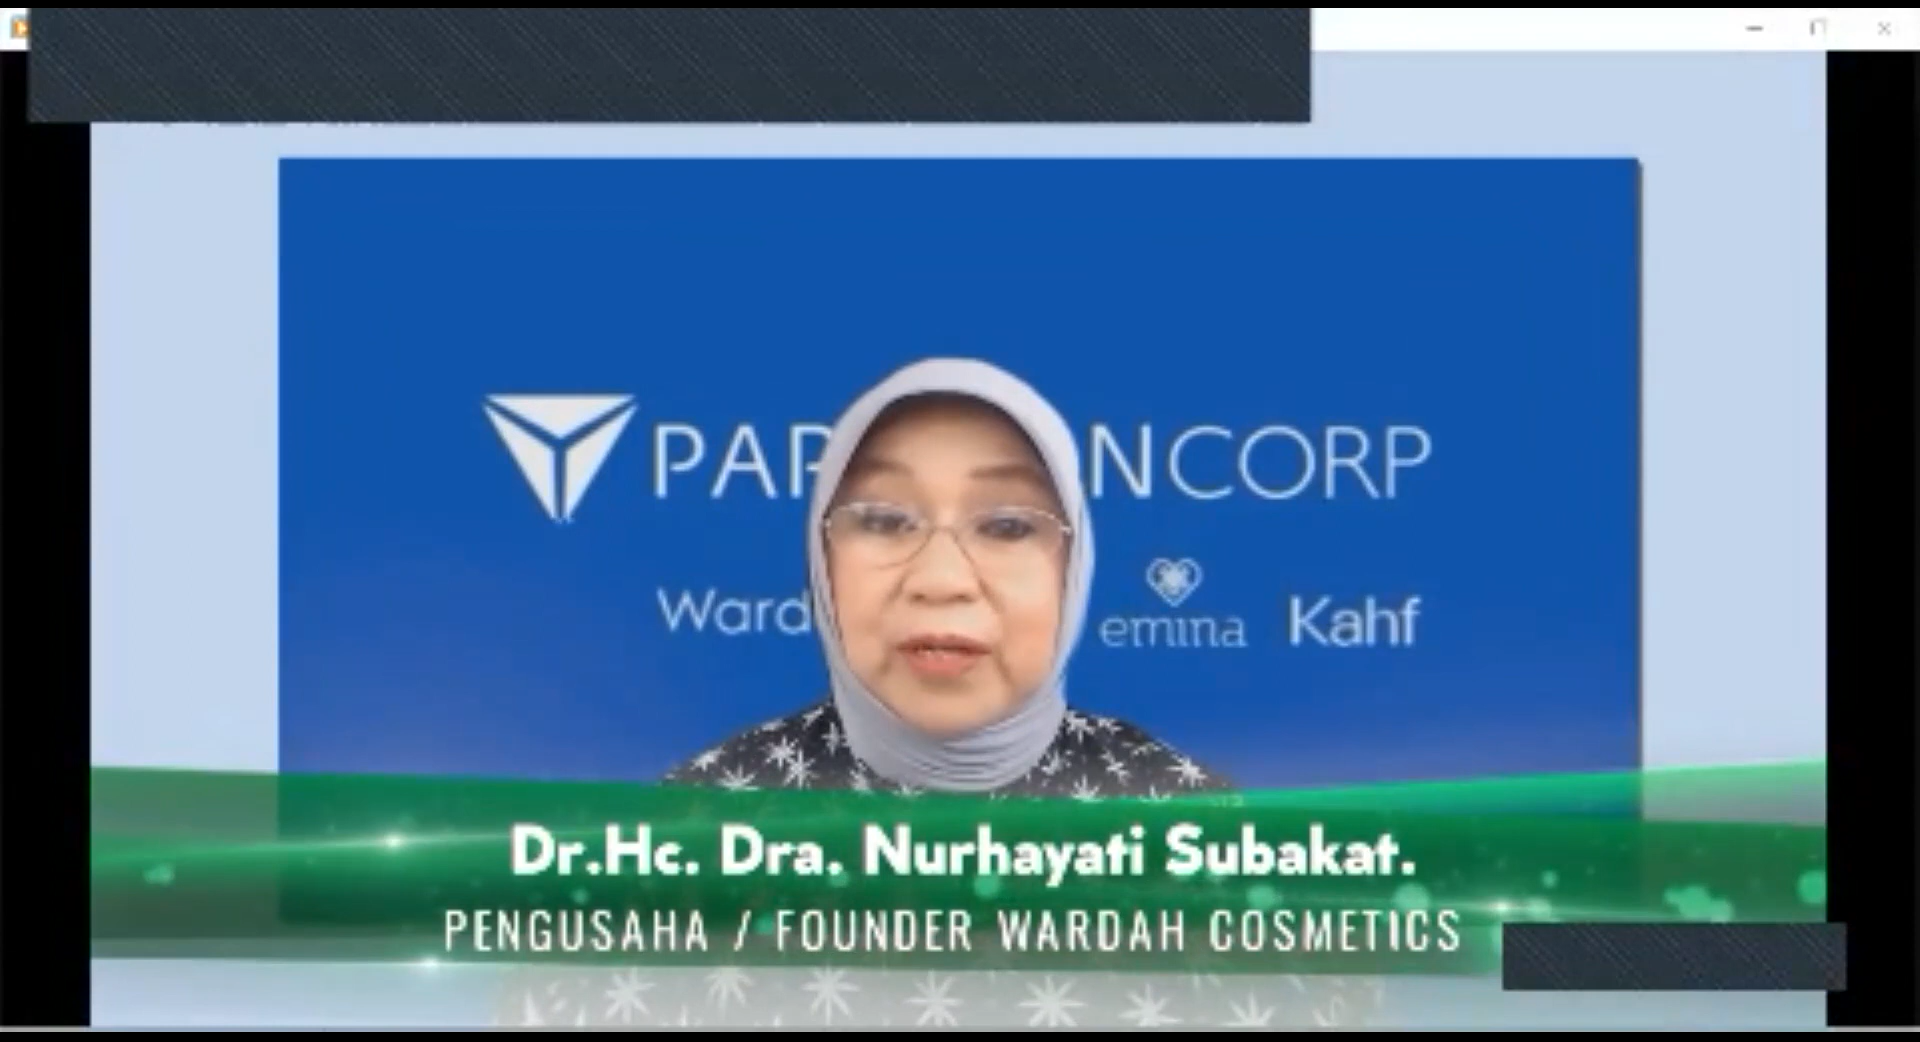 PAR NCORP
Ward emina Kahf
Dr.Hc. Dra. Nurhayati Subakat.
PENGUSAHA / FOUNDER WARDAH COSMETICS